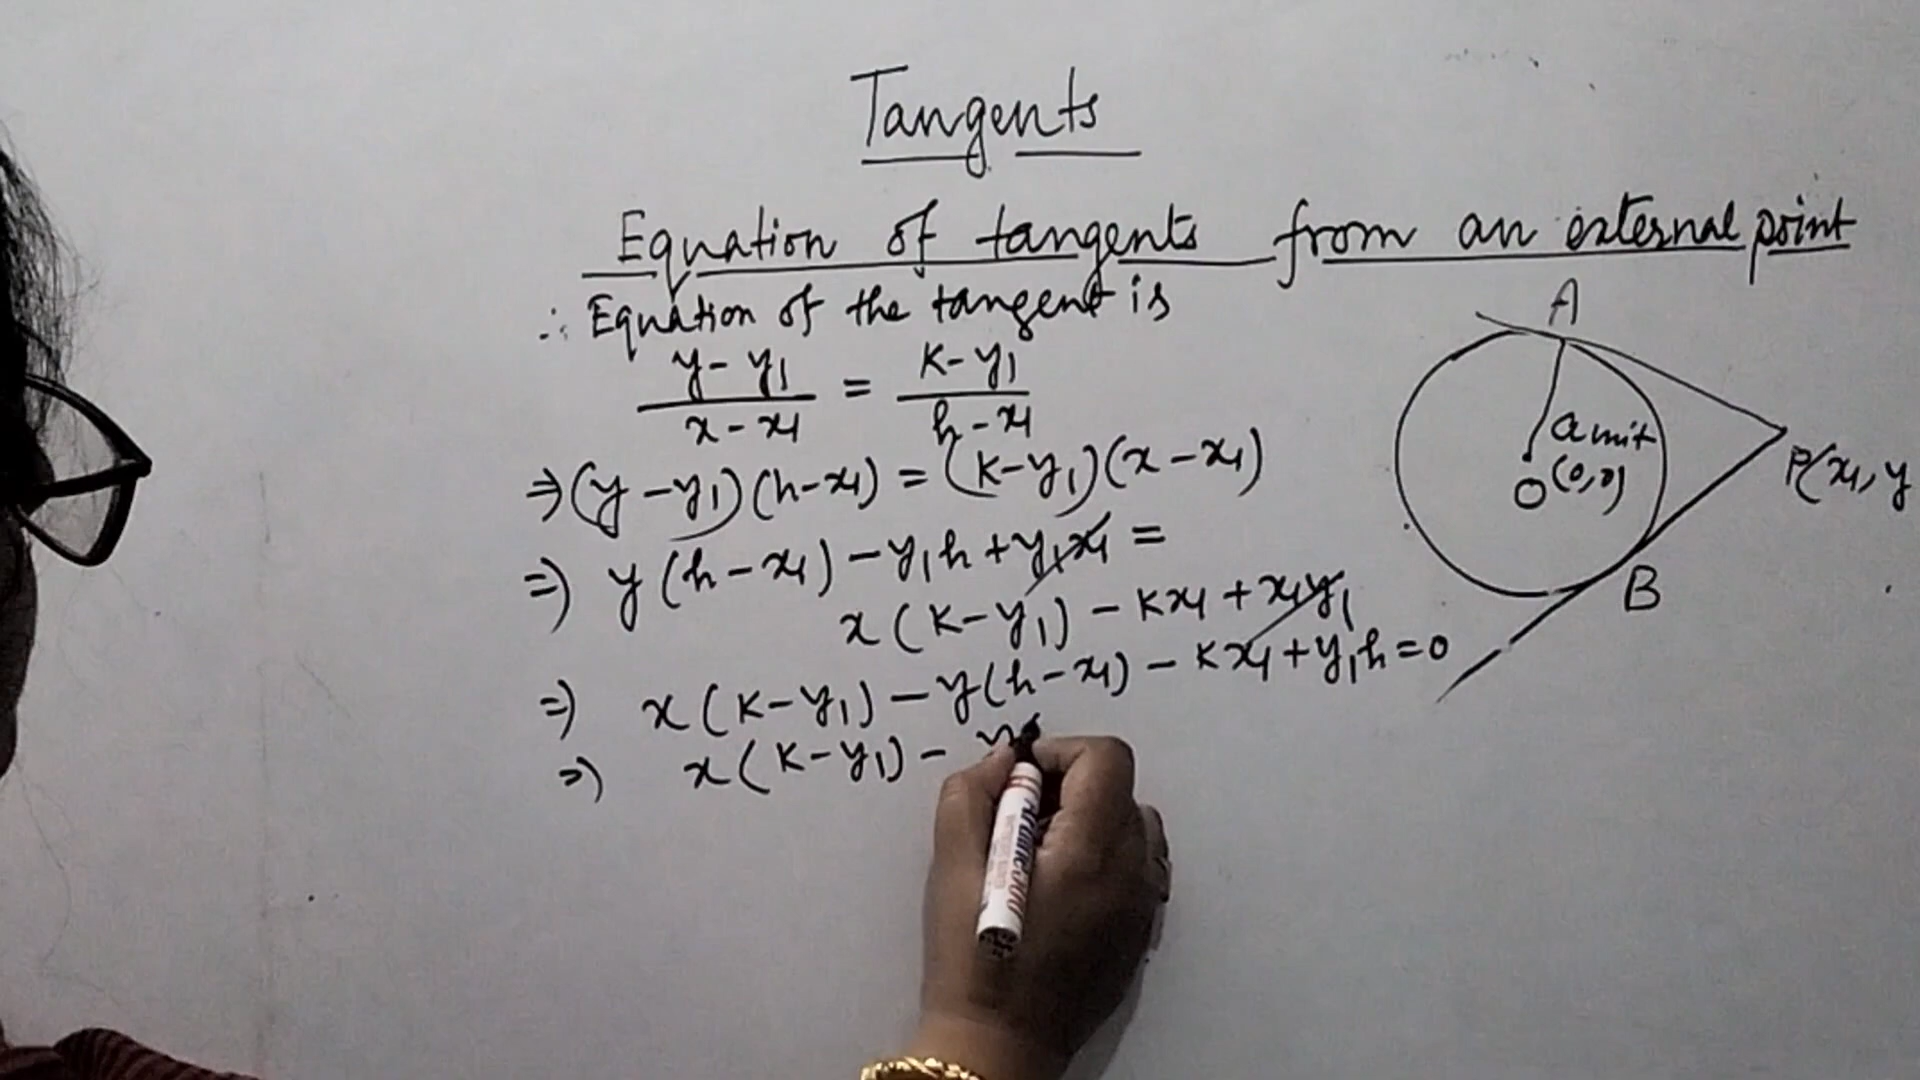 Tangents
Equation of tangents from an external point
∴ Equation of the tangent is
(y - y₁)/(x - x₁) = (k - y₁)/(h - x₁)
⇒ (y - y₁)(h - x₁) = (k - y₁)(x - x₁)
⇒ y(h - x₁) - y₁h + y₁x₁ =
x(k - y₁) - kx₁ + x₁y₁
⇒ x(k - y₁) - y(h - x₁) - kx₁ + y₁h = 0
⇒ x(k - y₁) - y
A
a unit
O (0,0)
P(x₁, y
B